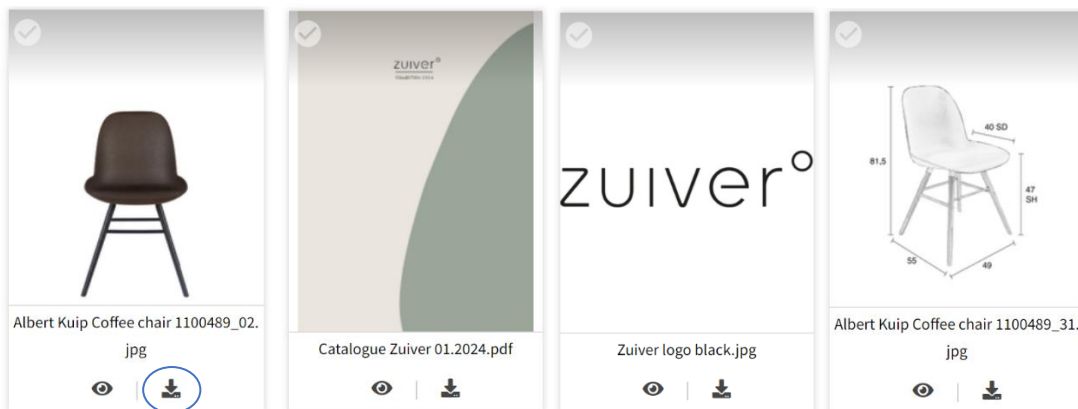 Albert Kuip Coffee chair 1100489_02.
jpg
zuiver°
Catalogue Zuiver 01.2024.pdf
zuiver°
Zuiver logo black.jpg
40 SD
81,5
47
SH
55
49
Albert Kuip Coffee chair 1100489_31.
jpg